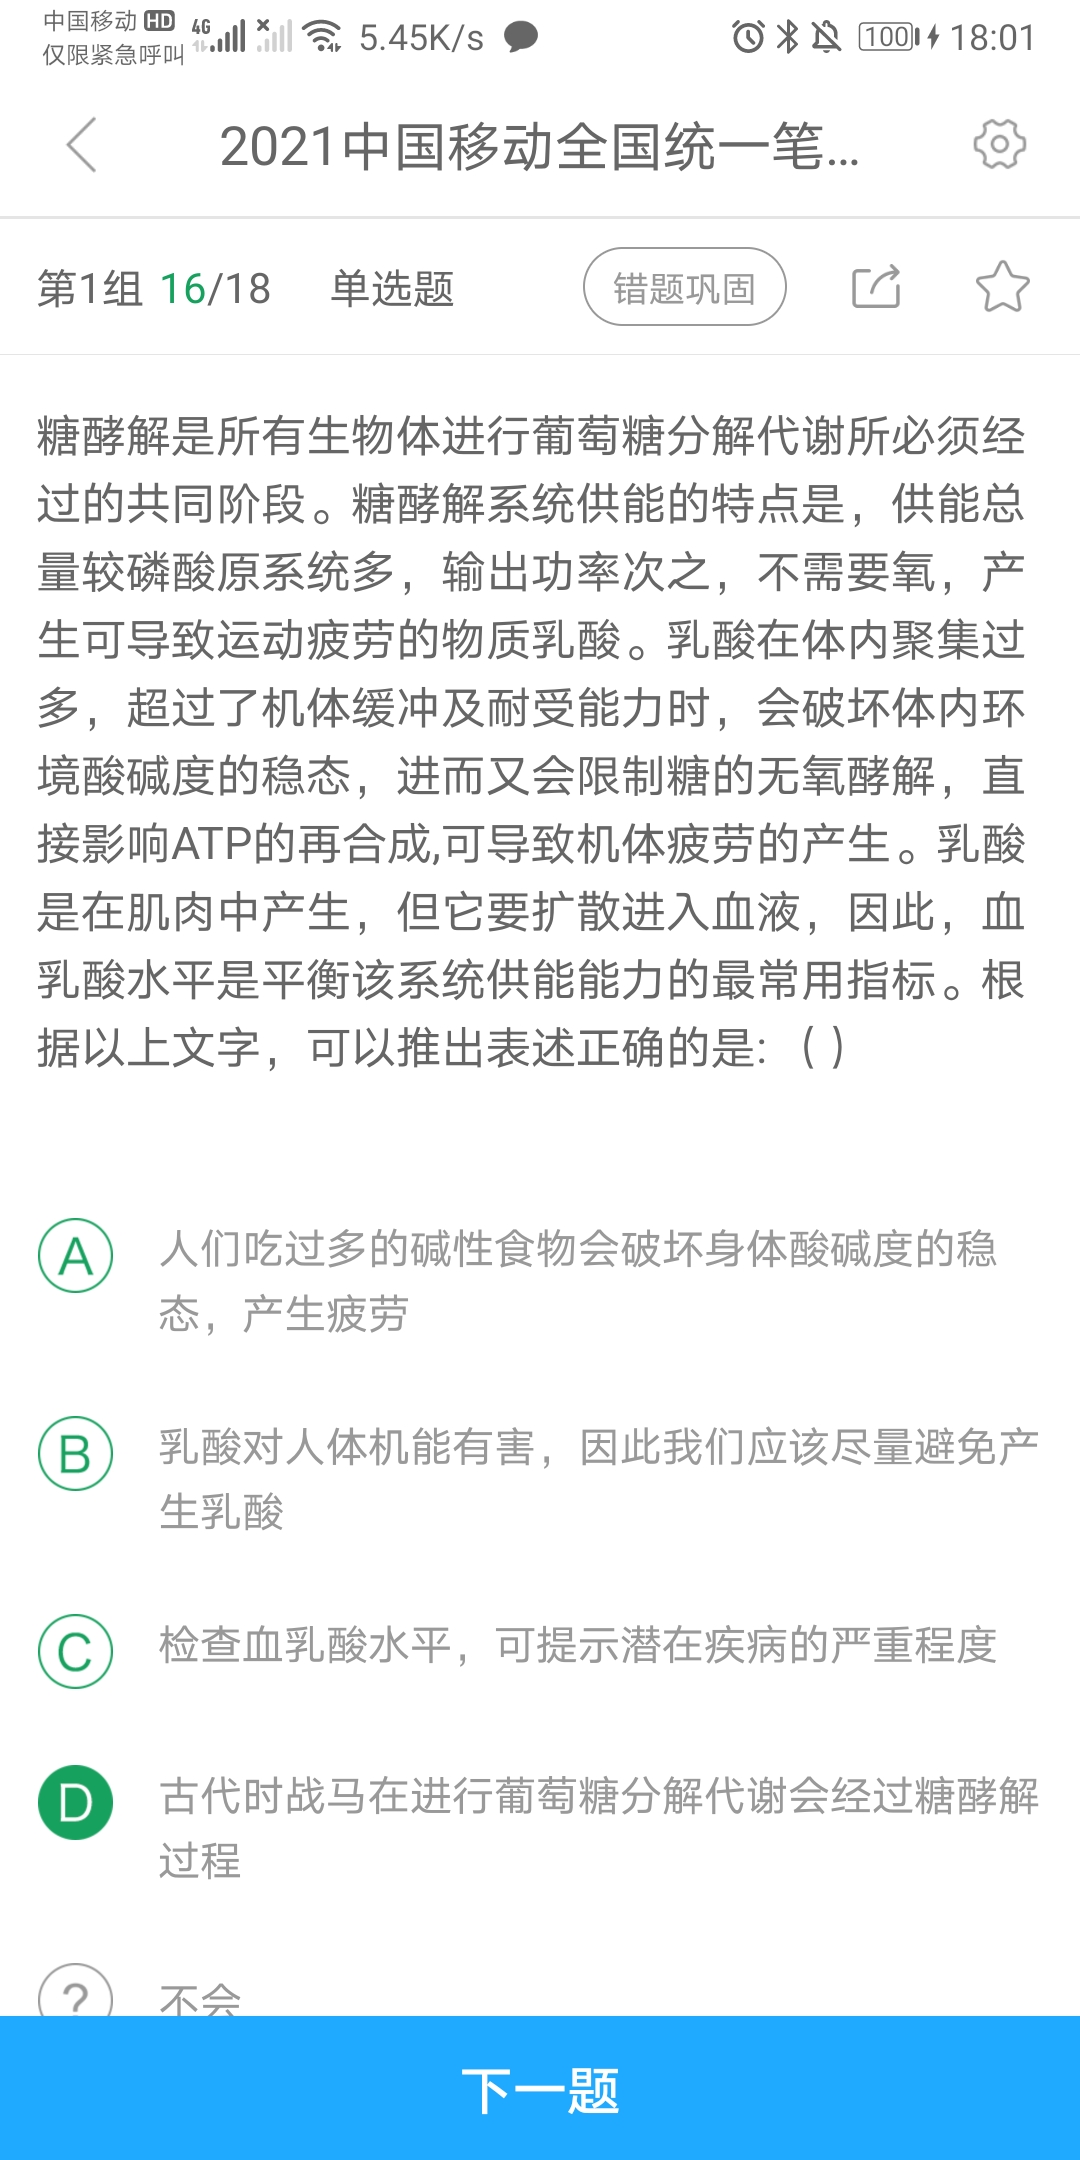 中国移动 HD 4G 5.45K/s 100 18:01
仅限紧急呼叫
2021中国移动全国统一笔...
第1组 16/18 单选题 错题巩固
糖酵解是所有生物体进行葡萄糖分解代谢所必须经
过的共同阶段。糖酵解系统供能的特点是，供能总
量较磷酸原系统多，输出功率次之，不需要氧，产
生可导致运动疲劳的物质乳酸。乳酸在体内聚集过
多，超过了机体缓冲及耐受能力时，会破坏体内环
境酸碱度的稳态，进而又会限制糖的无氧酵解，直
接影响ATP的再合成,可导致机体疲劳的产生。乳酸
是在肌肉中产生，但它要扩散进入血液，因此，血
乳酸水平是平衡该系统供能能力的最常用指标。根
据以上文字，可以推出表述正确的是:（ ）
A 人们吃过多的碱性食物会破坏身体酸碱度的稳
态，产生疲劳
B 乳酸对人体机能有害，因此我们应该尽量避免产
生乳酸
C 检查血乳酸水平，可提示潜在疾病的严重程度
D 古代时战马在进行葡萄糖分解代谢会经过糖酵解
过程
? 不会
下一题